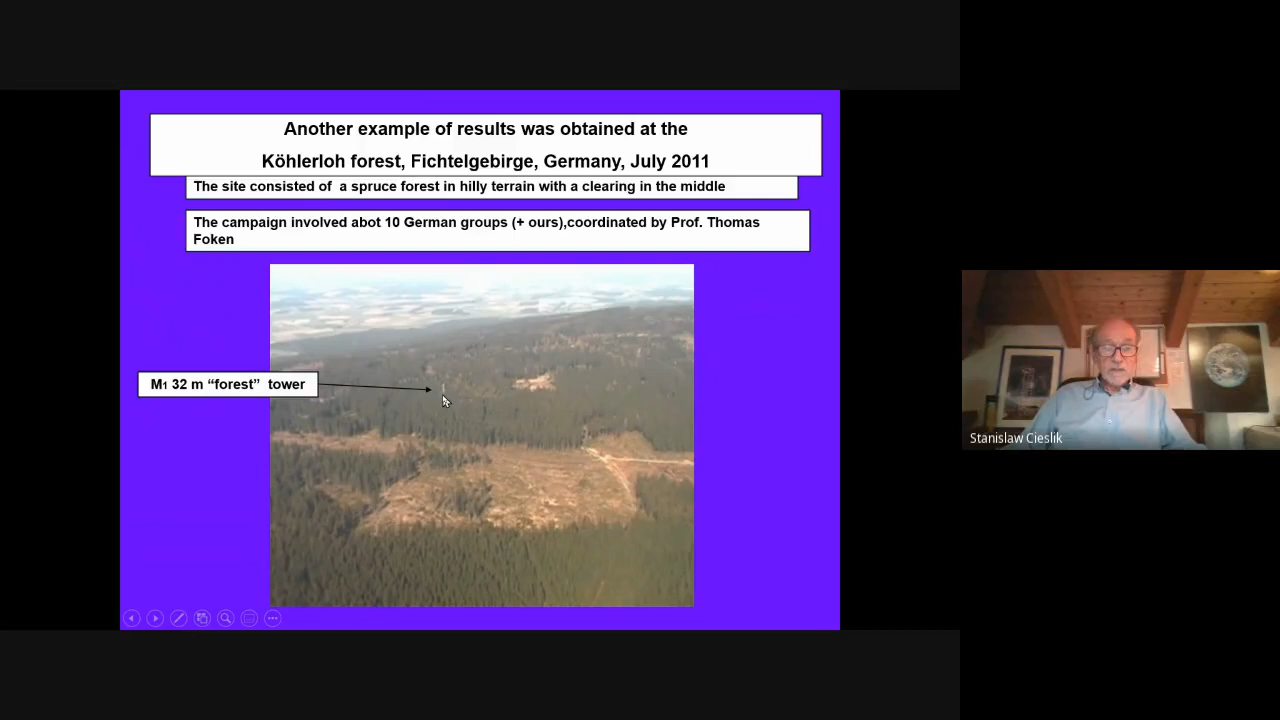 Another example of results was obtained at the
Köhlerloh forest, Fichtelgebirge, Germany, July 2011
The site consisted of a spruce forest in hilly terrain with a clearing in the middle
The campaign involved abot 10 German groups (+ ours),coordinated by Prof. Thomas
Foken
M1 32 m “forest” tower
Stanislaw Cieslik